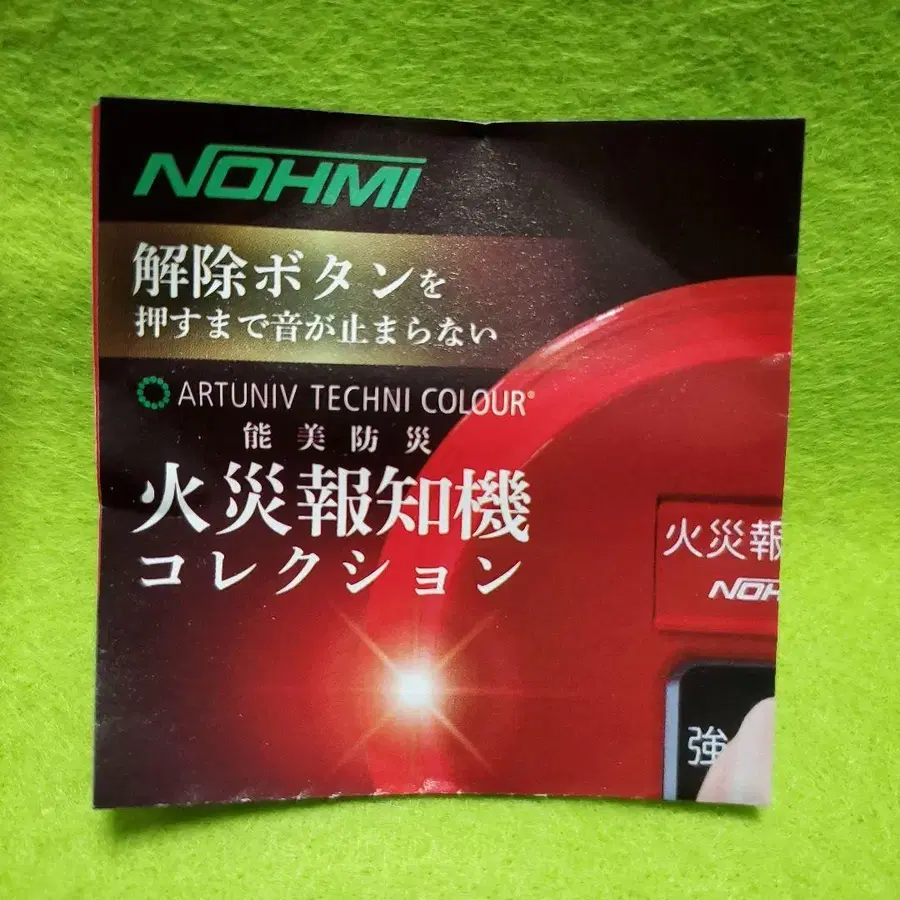 NOHMI
解除ボタンを
押すまで音が止まらない
ARTUNIV TECHNI COLOUR®
能美防災
火災報知機
コレクション
火災報
NOH
強